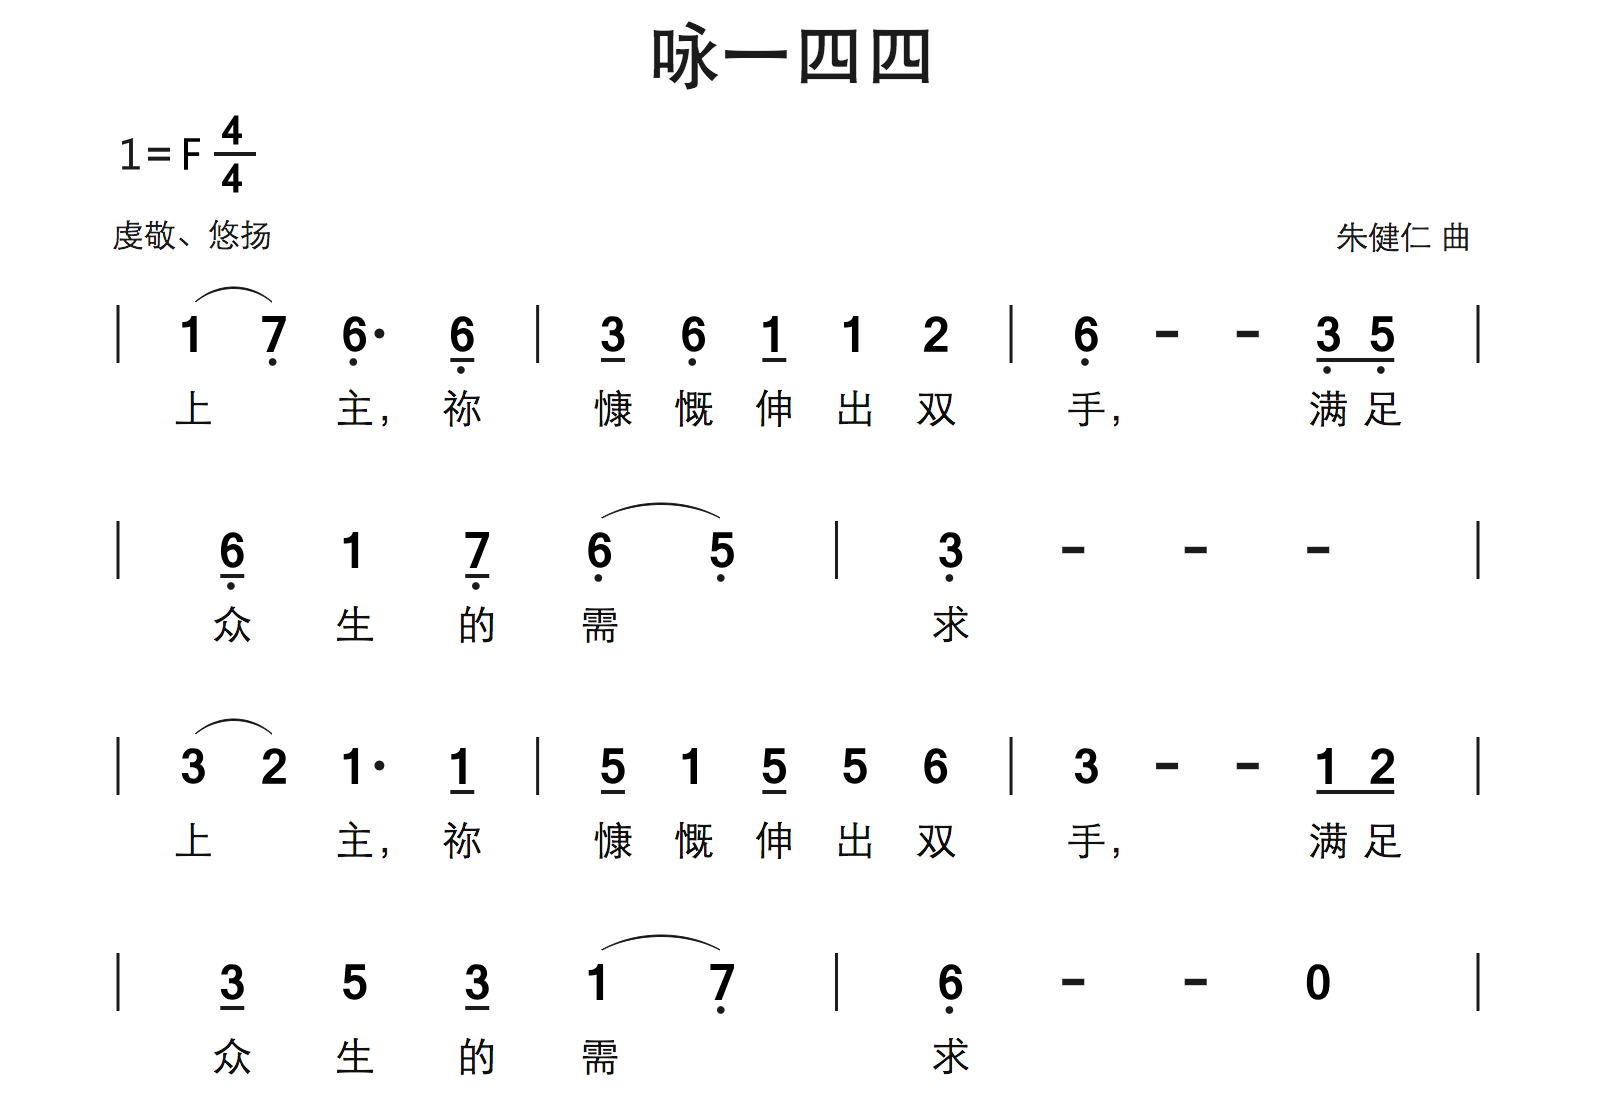 咏一四四
1=F 4/4
虔敬、悠扬 朱健仁 曲
| 1 7 6· 6 | 3 6 1 1 2 | 6 - - 3 5 |
上 主, 祢 慷 慨 伸 出 双 手, 满 足
| 6 1 7 6 5 | 3 - - - |
众 生 的 需 求
| 3 2 1· 1 | 5 1 5 5 6 | 3 - - 1 2 |
上 主, 祢 慷 慨 伸 出 双 手, 满 足
| 3 5 3 1 7 | 6 - - 0 |
众 生 的 需 求